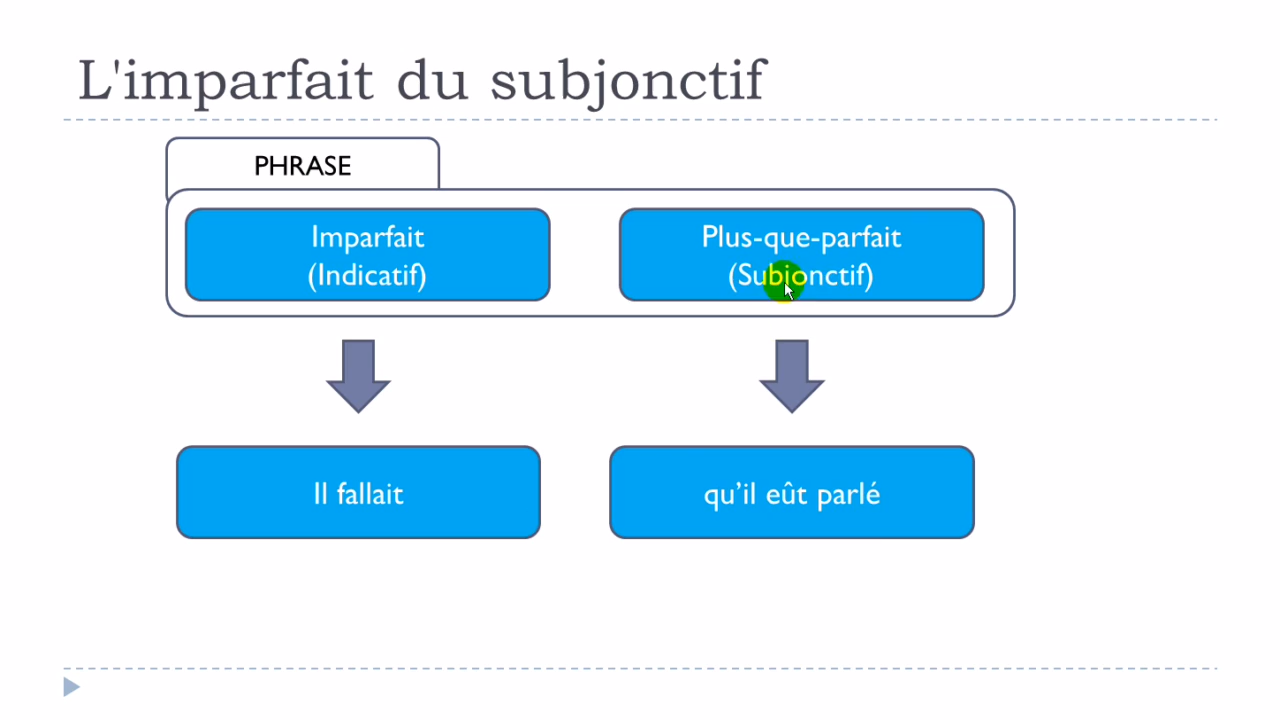 L'imparfait du subjonctif
PHRASE
Imparfait
(Indicatif)
Plus-que-parfait
(Subjonctif)
Il fallait
qu’il eût parlé